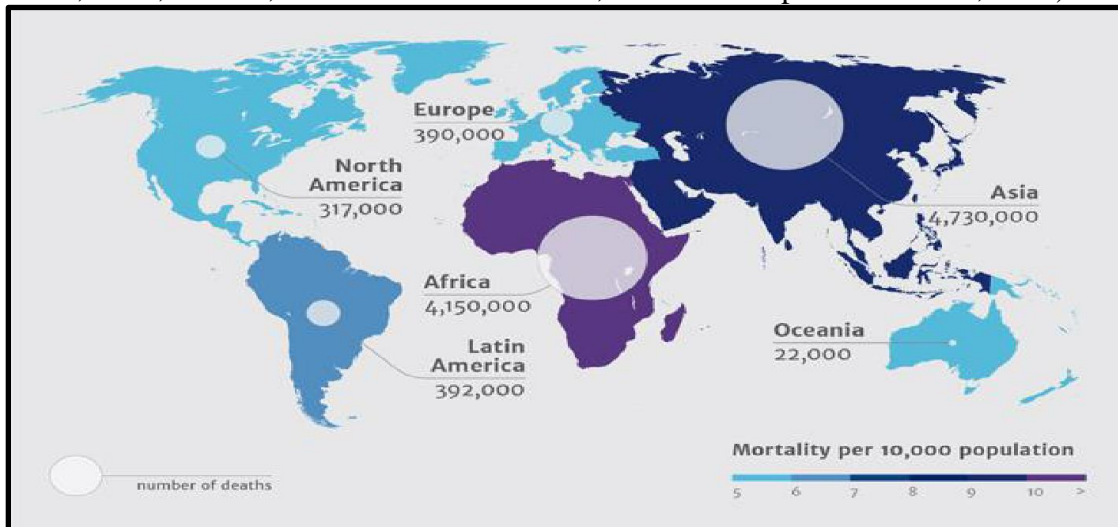 Europe
390,000
North
America
317,000
Asia
4,730,000
Africa
4,150,000
Latin
America
392,000
Oceania
22,000
Mortality per 10,000 population
5 6 7 8 9 10 >
number of deaths